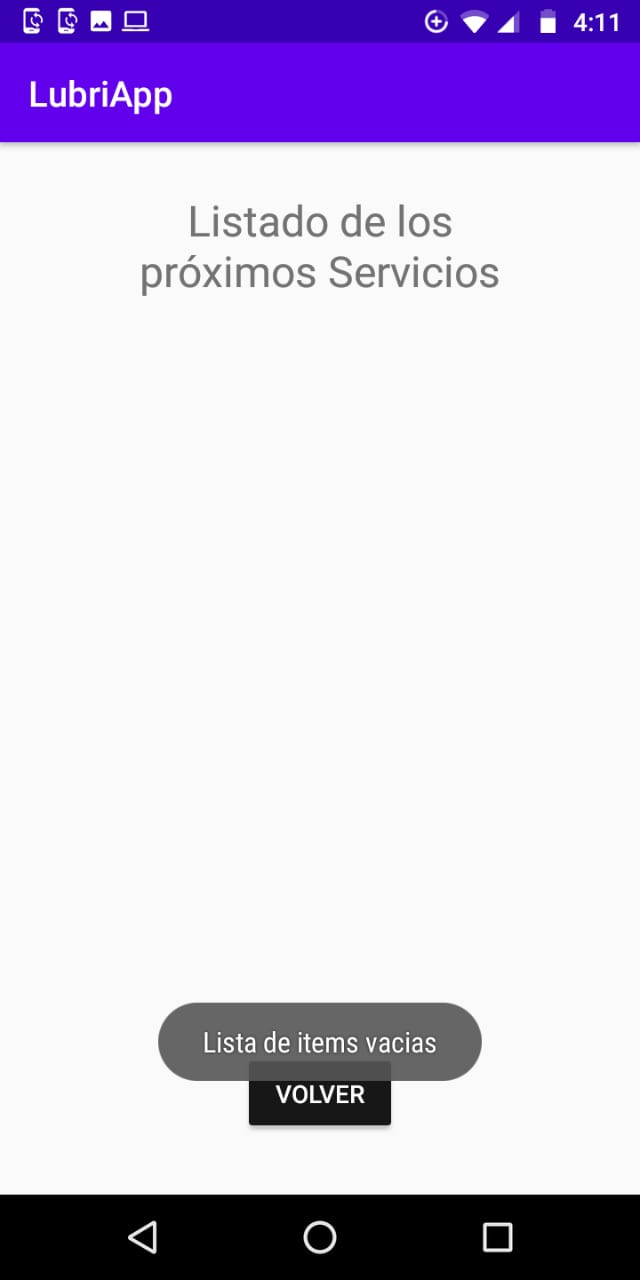 4:11
LubriApp
Listado de los
próximos Servicios
Lista de items vacias
VOLVER